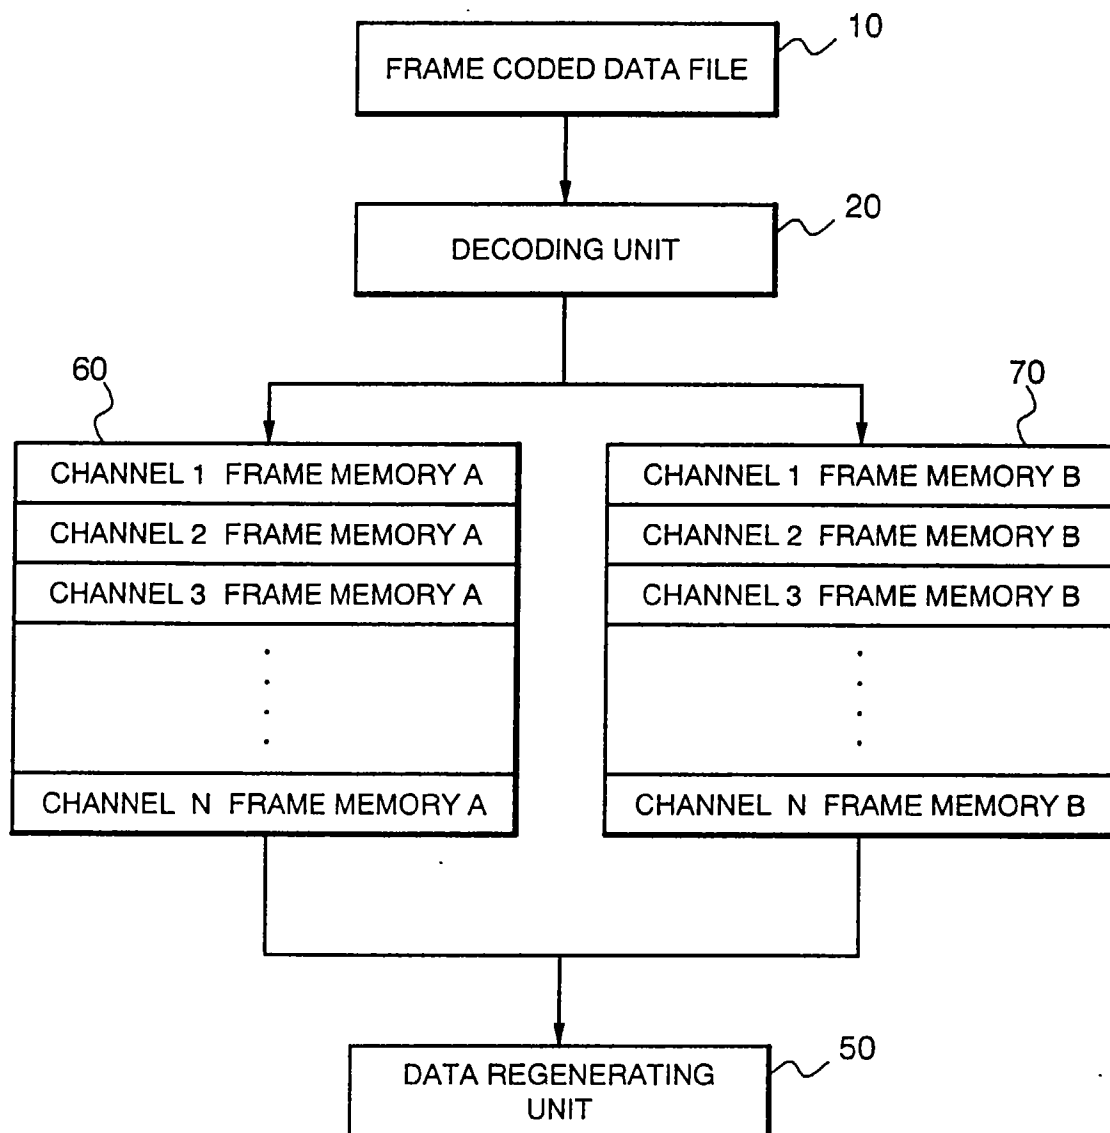 10
FRAME CODED DATA FILE
20
DECODING UNIT
60
70
CHANNEL 1 FRAME MEMORY A
CHANNEL 2 FRAME MEMORY A
CHANNEL 3 FRAME MEMORY A
CHANNEL N FRAME MEMORY A
CHANNEL 1 FRAME MEMORY B
CHANNEL 2 FRAME MEMORY B
CHANNEL 3 FRAME MEMORY B
CHANNEL N FRAME MEMORY B
50
DATA REGENERATING
UNIT